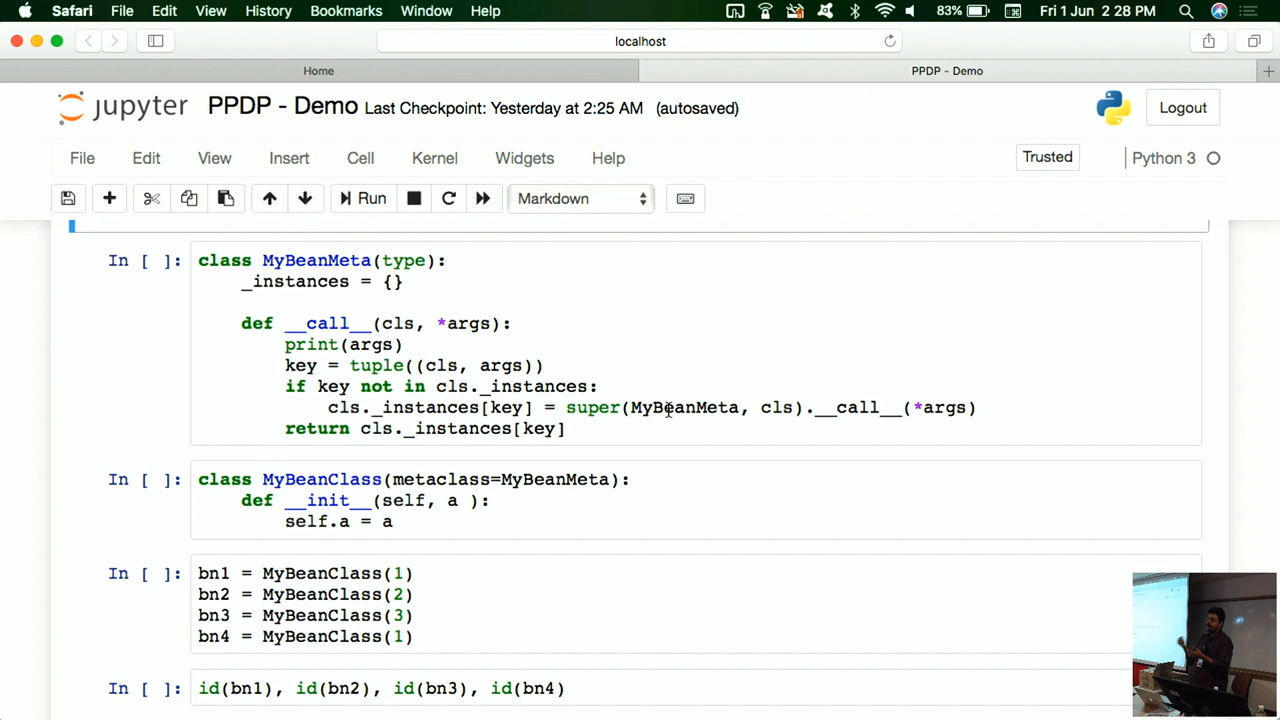 Safari File Edit View History Bookmarks Window Help 83% Fri 1 Jun 2 28 PM
localhost
Home PPDP - Demo
jupyter PPDP - Demo Last Checkpoint: Yesterday at 2:25 AM (autosaved) Logout
File Edit View Insert Cell Kernel Widgets Help Trusted Python 3
Run Markdown
In [ ]: class MyBeanMeta(type):
_instances = {}
def __call__(cls, *args):
print(args)
key = tuple((cls, args))
if key not in cls._instances:
cls._instances[key] = super(MyBeanMeta, cls).__call__(*args)
return cls._instances[key]
In [ ]: class MyBeanClass(metaclass=MyBeanMeta):
def __init__(self, a ):
self.a = a
In [ ]: bn1 = MyBeanClass(1)
bn2 = MyBeanClass(2)
bn3 = MyBeanClass(3)
bn4 = MyBeanClass(1)
In [ ]: id(bn1), id(bn2), id(bn3), id(bn4)